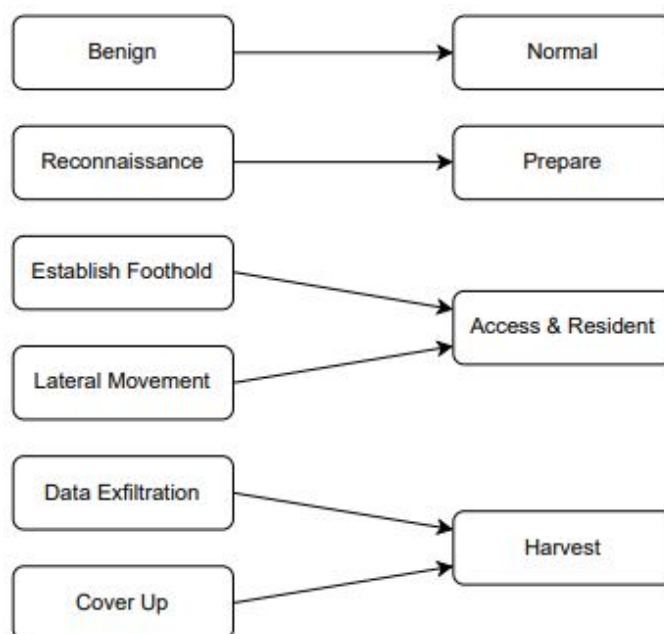 Benign
Normal
Reconnaissance
Prepare
Establish Foothold
Access & Resident
Lateral Movement
Data Exfiltration
Harvest
Cover Up